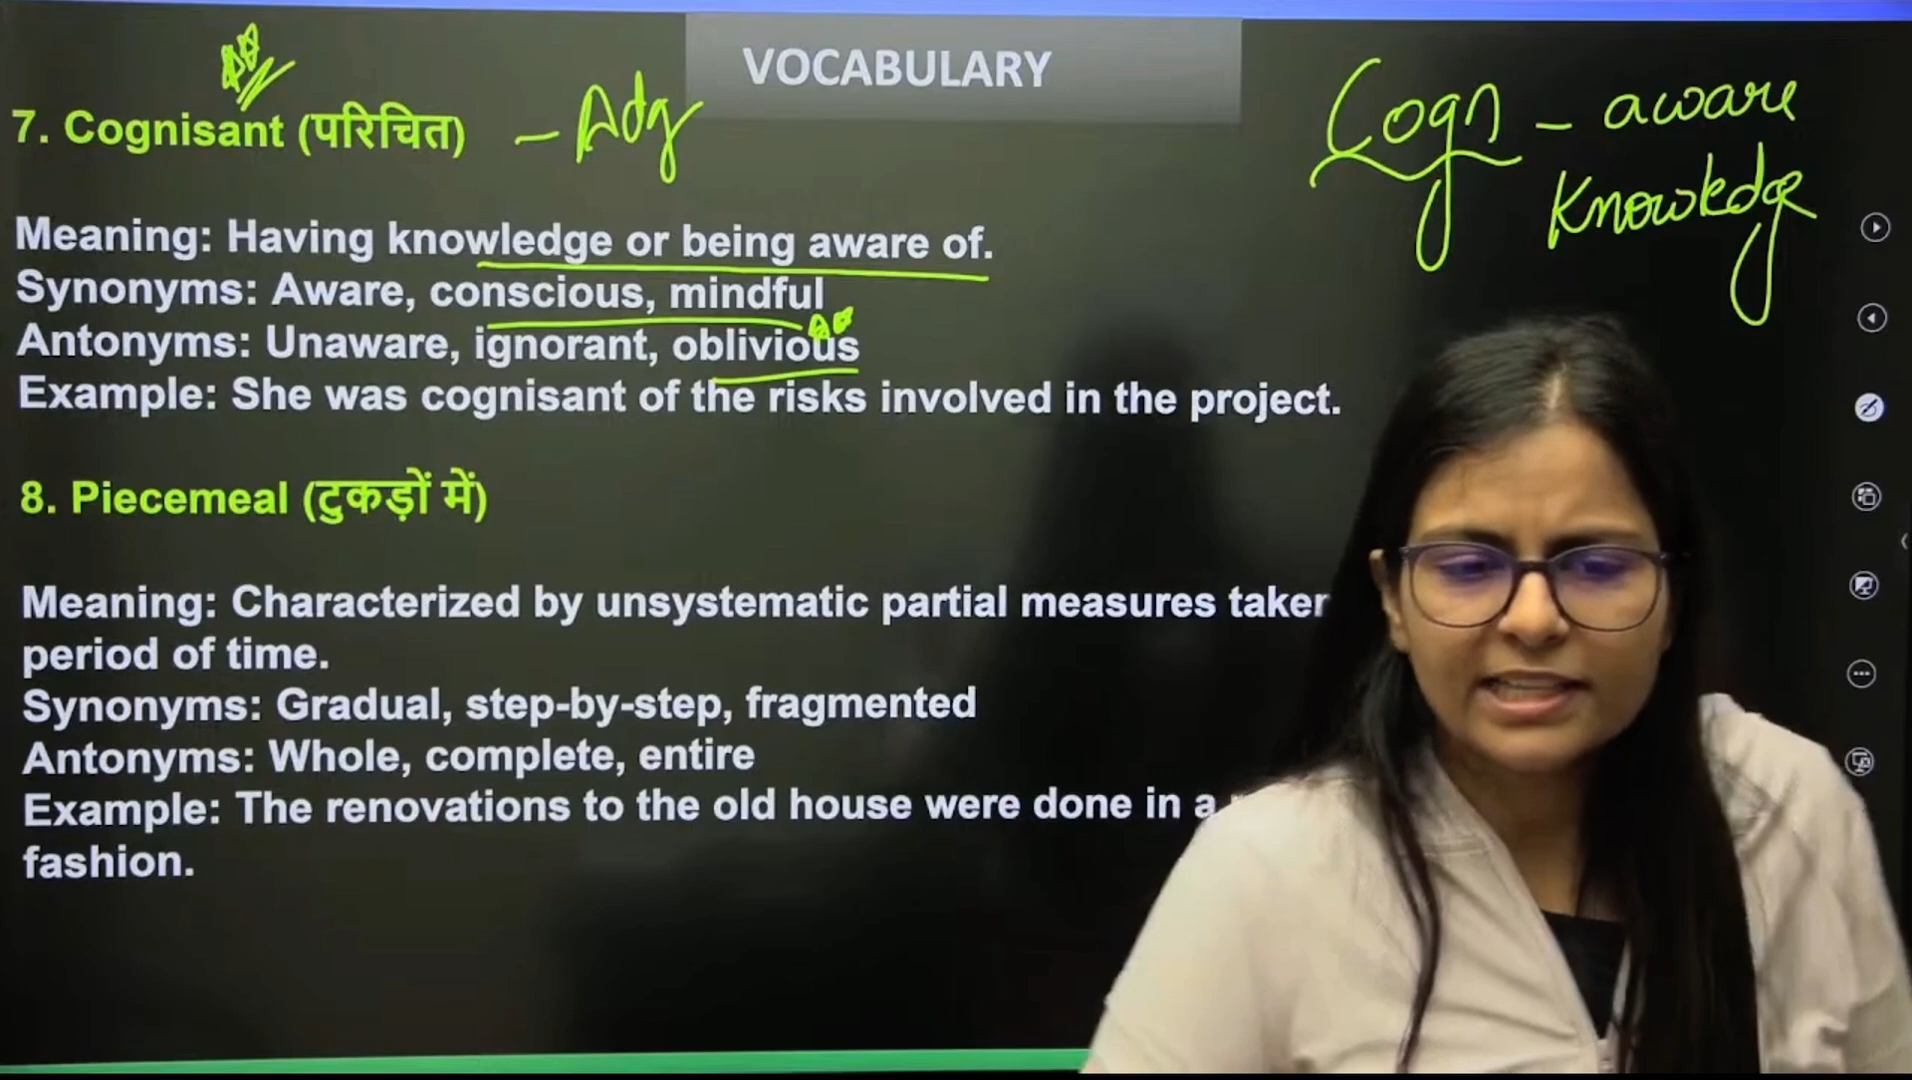 VOCABULARY
7. Cognisant (परिचित) - Adj
Cogn - aware
Knowledge
Meaning: Having knowledge or being aware of.
Synonyms: Aware, conscious, mindful
Antonyms: Unaware, ignorant, oblivious
Example: She was cognisant of the risks involved in the project.
8. Piecemeal (टुकड़ों में)
Meaning: Characterized by unsystematic partial measures taken
period of time.
Synonyms: Gradual, step-by-step, fragmented
Antonyms: Whole, complete, entire
Example: The renovations to the old house were done in a
fashion.